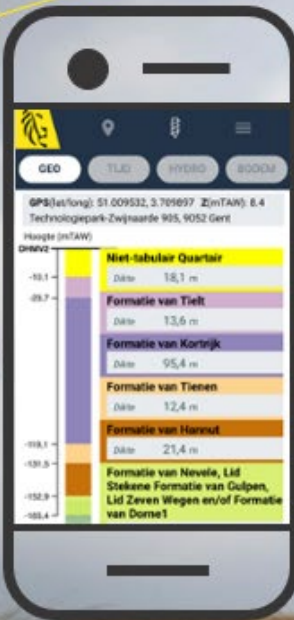 GEO
TIJD
HYDRO
BODEM
GPS(lat/long): 51.009532, 3.709897 Z(mTAW): 8.4
Technologiepark-Zwijnaarde 905, 9052 Gent
Hoogte (mTAW)
DHMV2
Niet-tabulair Quartair
Dikte 18,1 m
-10,1
Formatie van Tielt
Dikte 13,6 m
-23,7
Formatie van Kortrijk
Dikte 95,4 m
Formatie van Tienen
Dikte 12,4 m
-119,1
Formatie van Hannut
Dikte 21,4 m
-131,5
Formatie van Nevele, Lid
Stekene Formatie van Gulpen,
Lid Zeven Wegen en/of Formatie
van Dorne1
-152,9
-163,4